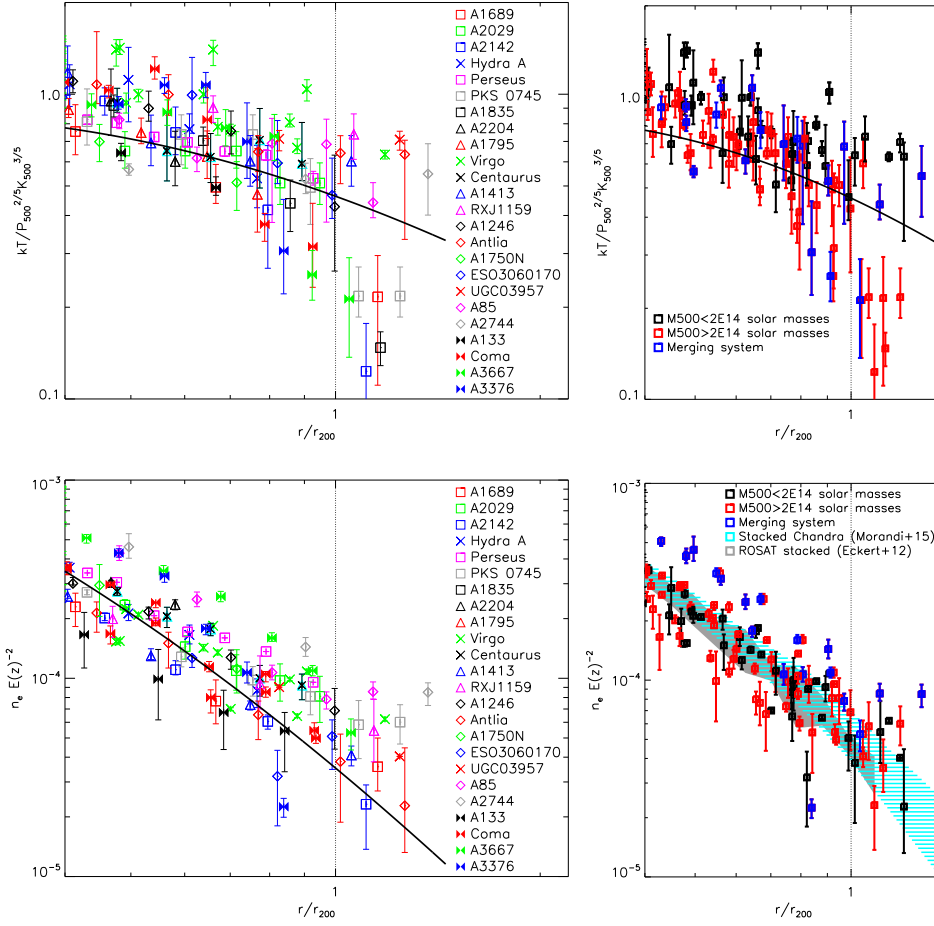 A1689
A2029
A2142
Hydra A
Perseus
PKS 0745
A1835
A2204
A1795
Virgo
Centaurus
A1413
RXJ1159
A1246
Antlia
A1750N
ESO3060170
UGC03957
A85
A2744
A133
Coma
A3667
A3376
1.0
0.1
kT/P500^2/5K500^3/5
1
r/r200
1.0
0.1
kT/P500^2/5K500^3/5
M500<2E14 solar masses
M500>2E14 solar masses
Merging system
1
r/r200
10^-3
10^-4
10^-5
ne E(z)^-2
A1689
A2029
A2142
Hydra A
Perseus
PKS 0745
A1835
A2204
A1795
Virgo
Centaurus
A1413
RXJ1159
A1246
Antlia
A1750N
ESO3060170
UGC03957
A85
A2744
A133
Coma
A3667
A3376
1
r/r200
10^-3
10^-4
10^-5
ne E(z)^-2
M500<2E14 solar masses
M500>2E14 solar masses
Merging system
Stacked Chandra (Morandi+15)
ROSAT stacked (Eckert+12)
1
r/r200